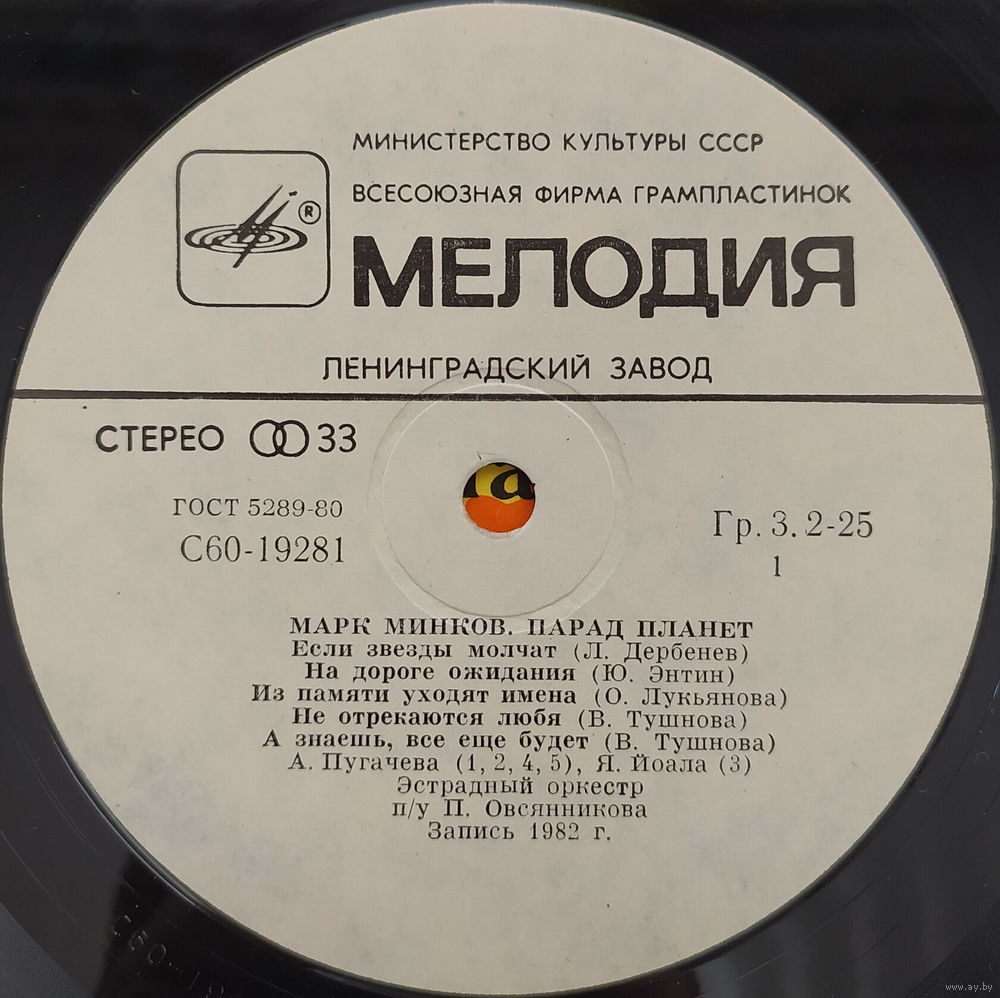 МИНИСТЕРСТВО КУЛЬТУРЫ СССР
ВСЕСОЮЗНАЯ ФИРМА ГРАМПЛАСТИНОК
®
МЕЛОДИЯ
ЛЕНИНГРАДСКИЙ ЗАВОД
СТЕРЕО 33
ГОСТ 5289-80
С60-19281
Гр. 3. 2-25
1
МАРК МИНКОВ. ПАРАД ПЛАНЕТ
Если звезды молчат (Л. Дербенев)
На дороге ожидания (Ю. Энтин)
Из памяти уходят имена (О. Лукьянова)
Не отрекаются любя (В. Тушнова)
А знаешь, все еще будет (В. Тушнова)
А. Пугачева (1, 2, 4, 5), Я. Йоала (3)
Эстрадный оркестр
п/у П. Овсянникова
Запись 1982 г.
www.ay.by